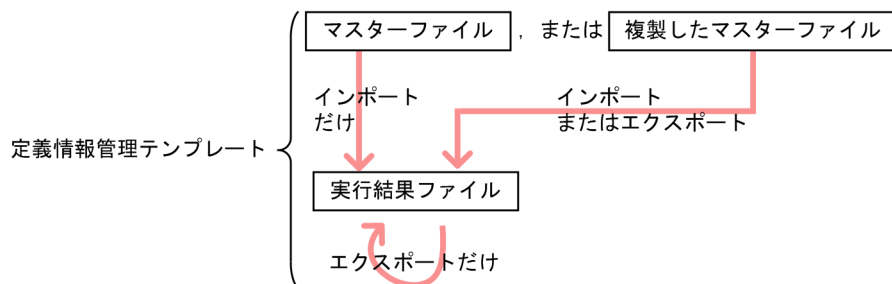 マスターファイル ，または 複製したマスターファイル
インポート
だけ
インポート
またはエクスポート
定義情報管理テンプレート
実行結果ファイル
エクスポートだけ